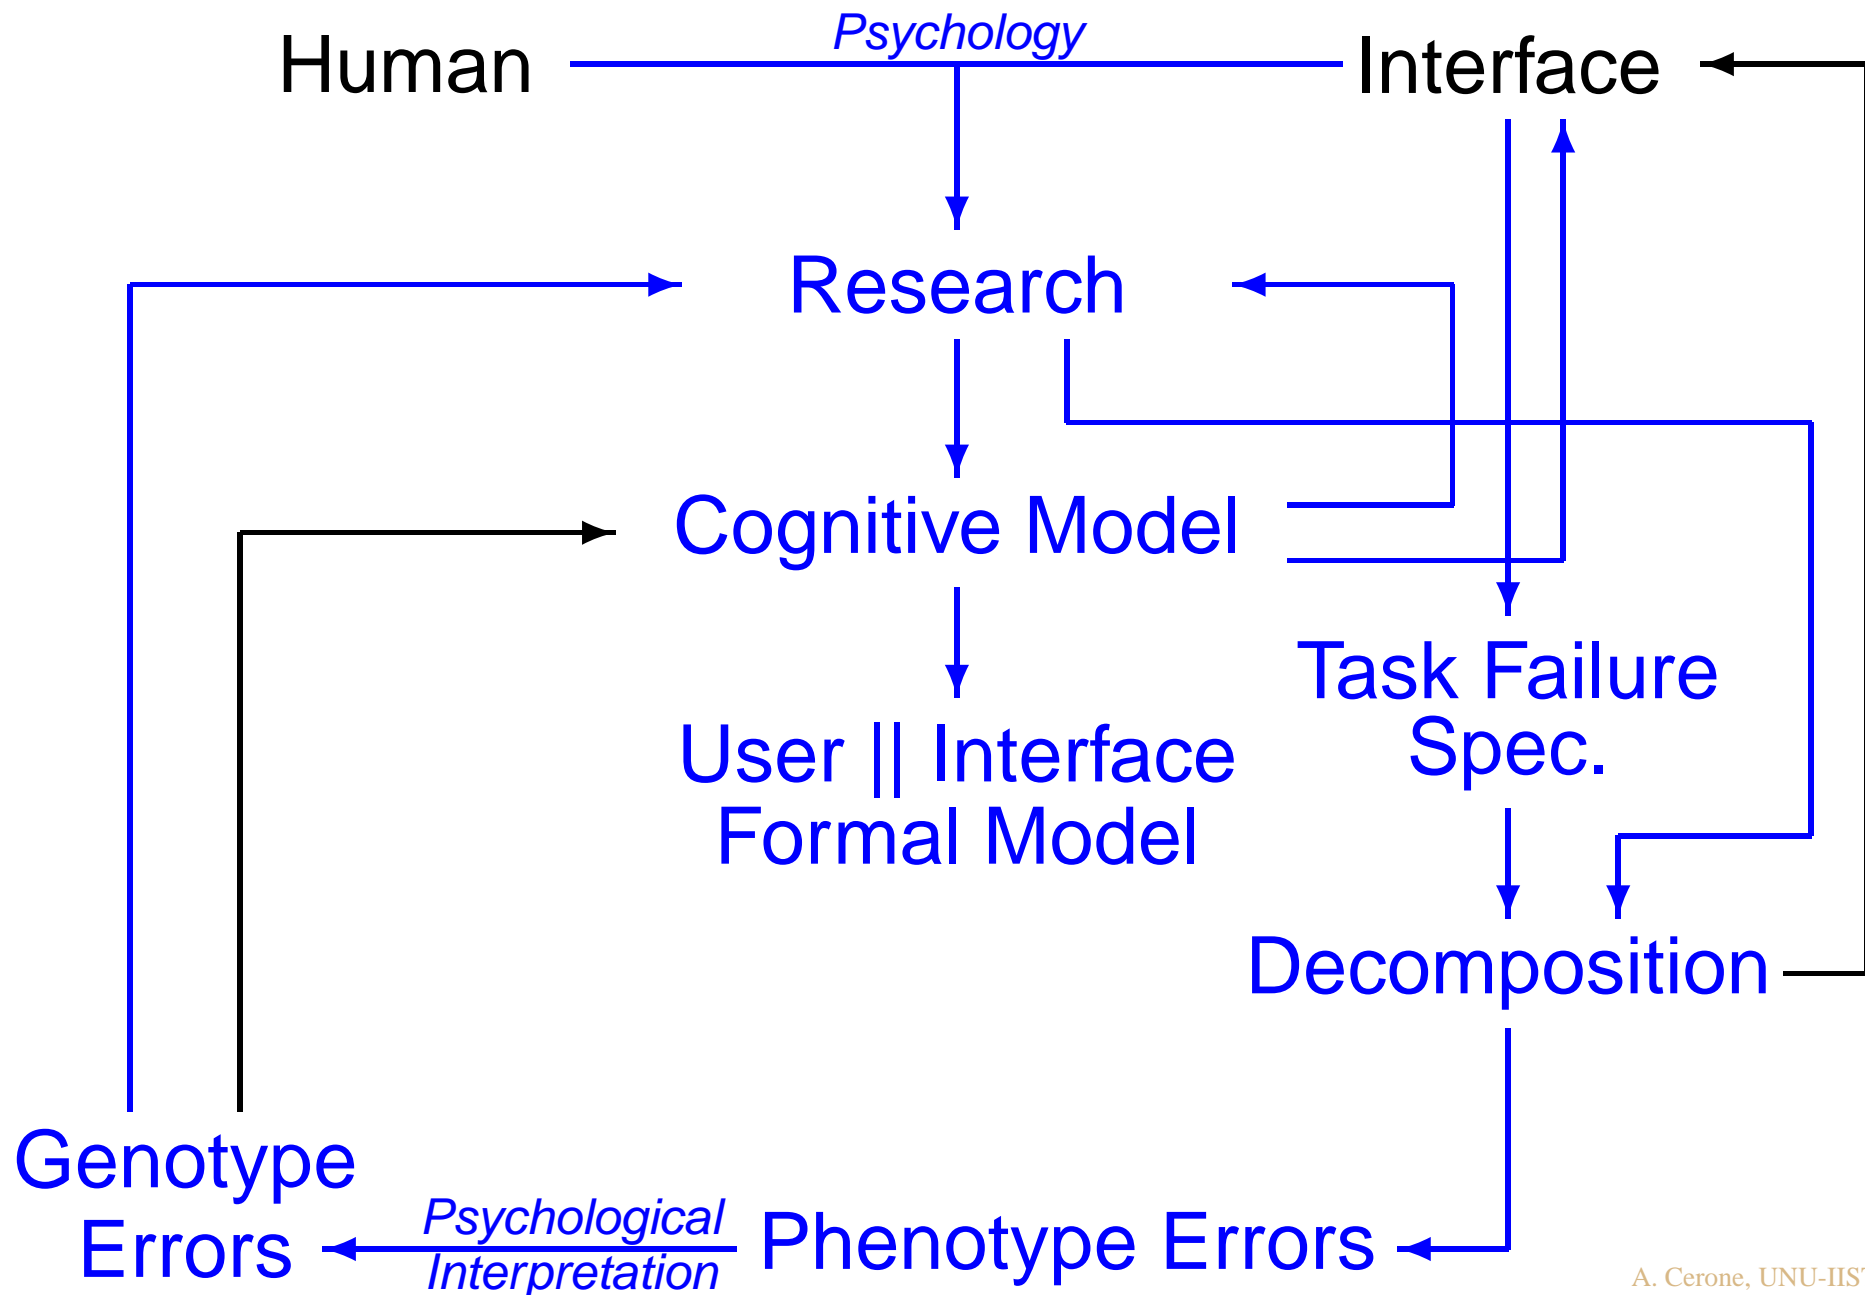 Psychology
Human
Interface
Research
Cognitive Model
Task Failure
Spec.
User || Interface
Formal Model
Decomposition
Genotype
Errors
Psychological
Interpretation
Phenotype Errors
A. Cerone, UNU-IIS